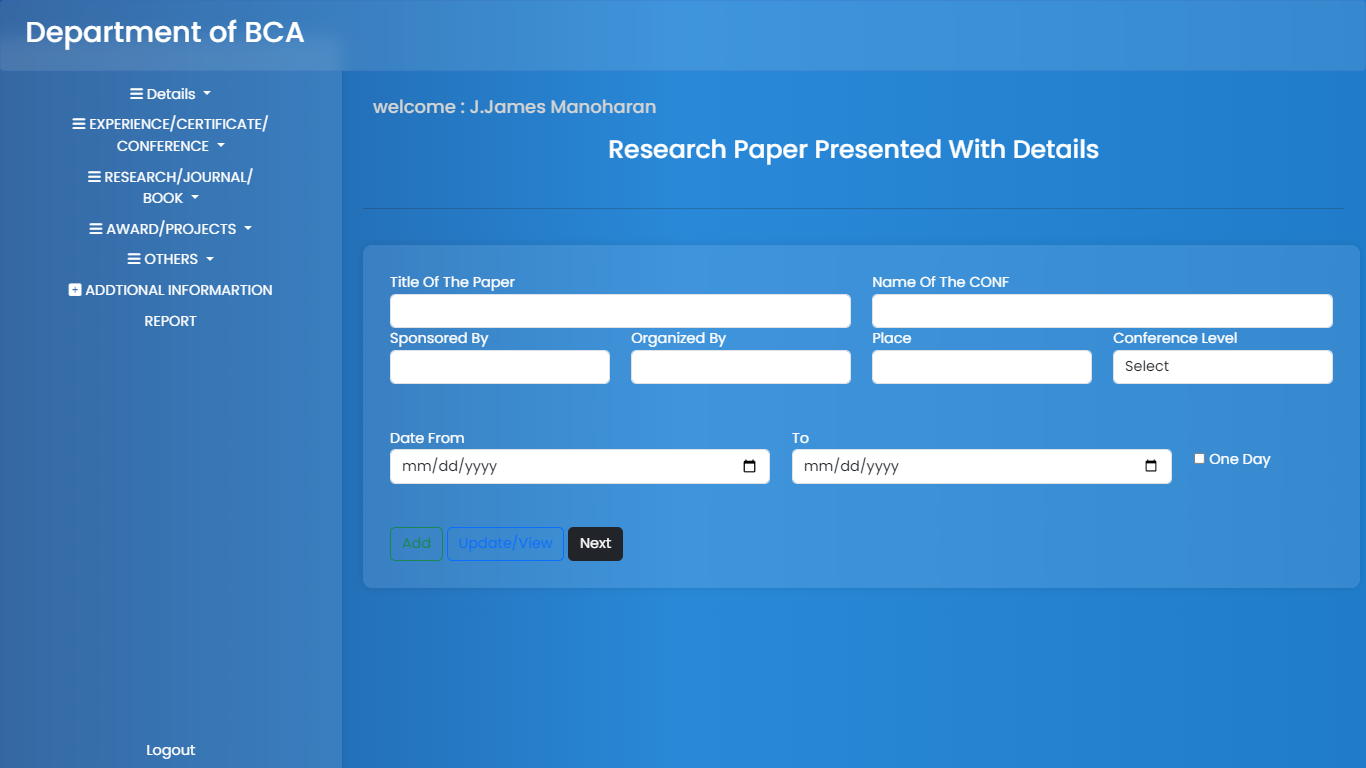 Department of BCA
Details
EXPERIENCE/CERTIFICATE/
CONFERENCE
RESEARCH/JOURNAL/
BOOK
AWARD/PROJECTS
OTHERS
ADDTIONAL INFORMARTION
REPORT
Logout
welcome : J.James Manoharan
Research Paper Presented With Details
Title Of The Paper
Name Of The CONF
Sponsored By
Organized By
Place
Conference Level
Select
Date From
To
mm/dd/yyyy
mm/dd/yyyy
One Day
Add
Update/View
Next